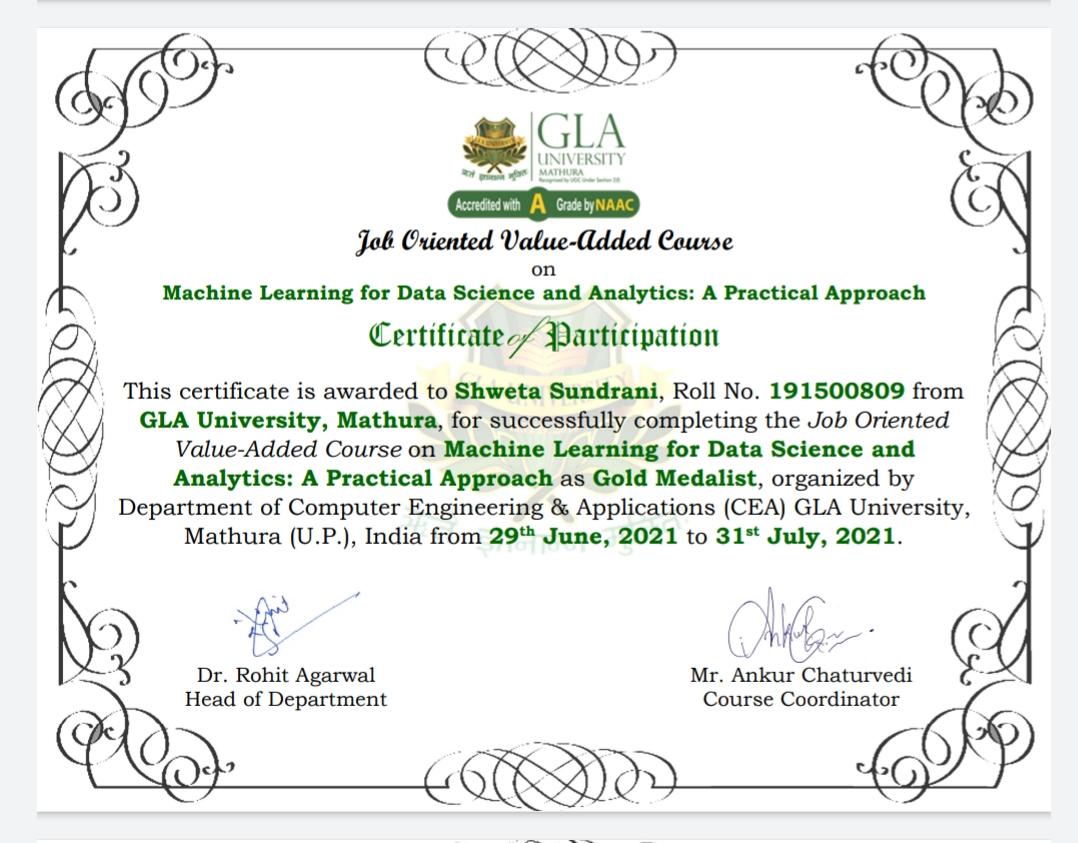 GLA
UNIVERSITY
MATHURA
Recognised by UGC Under Section 2(f)
Accredited with A Grade by NAAC
Job Oriented Value-Added Course
on
Machine Learning for Data Science and Analytics: A Practical Approach
Certificate of Participation
This certificate is awarded to Shweta Sundrani, Roll No. 191500809 from
GLA University, Mathura, for successfully completing the Job Oriented
Value-Added Course on Machine Learning for Data Science and
Analytics: A Practical Approach as Gold Medalist, organized by
Department of Computer Engineering & Applications (CEA) GLA University,
Mathura (U.P.), India from 29th June, 2021 to 31st July, 2021.
Dr. Rohit Agarwal
Head of Department
Mr. Ankur Chaturvedi
Course Coordinator